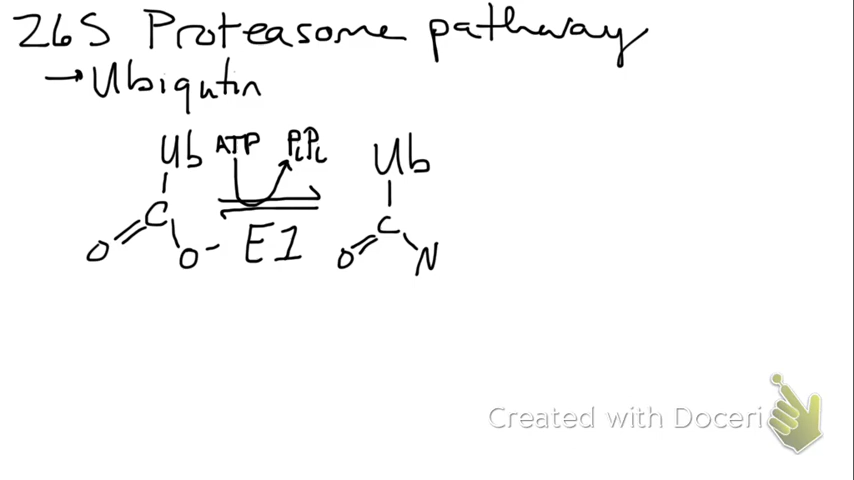 26S Proteasome pathway
→ Ubiqutin
Ub ATP PiPi Ub
C C
O O- E1 O N
Created with Doceri